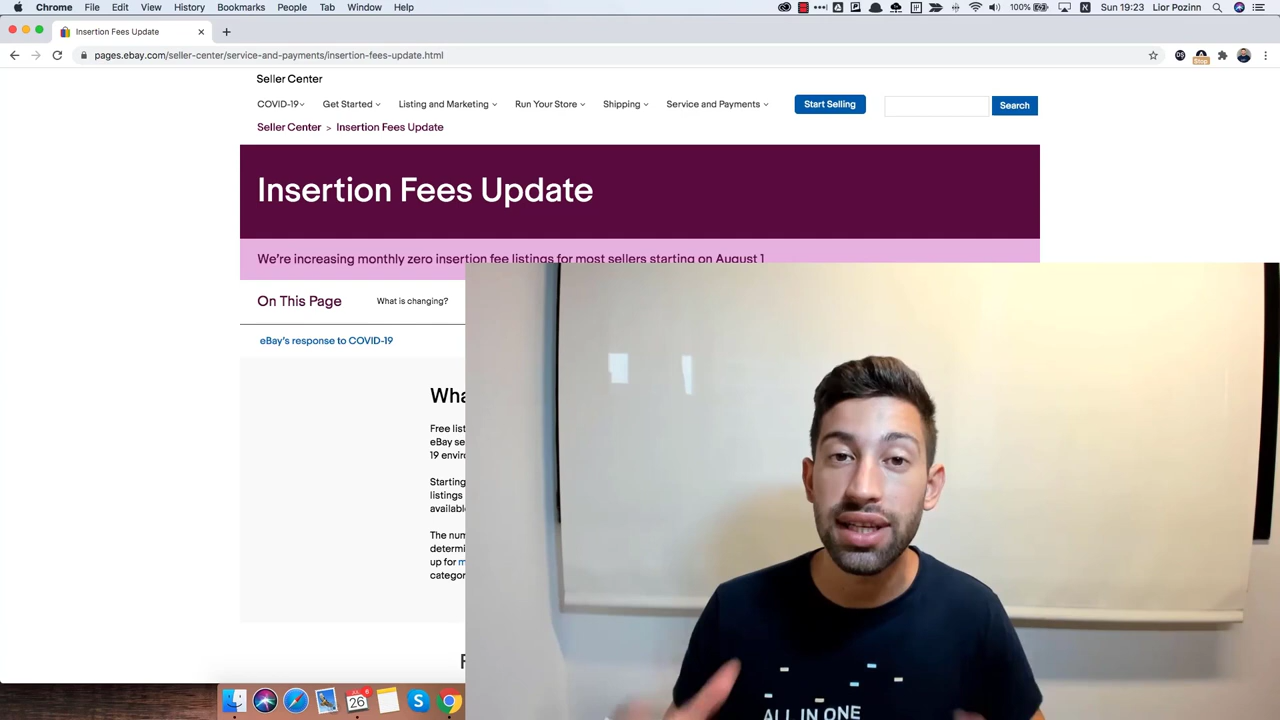 Chrome File Edit View History Bookmarks People Tab Window Help 100% Sun 19:23 Lior Pozinn
Insertion Fees Update
pages.ebay.com/seller-center/service-and-payments/insertion-fees-update.html
Stop
Seller Center
COVID-19 Get Started Listing and Marketing Run Your Store Shipping Service and Payments Start Selling Search
Seller Center > Insertion Fees Update
Insertion Fees Update
We're increasing monthly zero insertion fee listings for most sellers starting on August 1
On This Page What is changing?
eBay's response to COVID-19
Wha
Free list
eBay se
19 enviro
Starting
listings
available
The num
determi
up for m
categor
F
26
ALL IN ONE